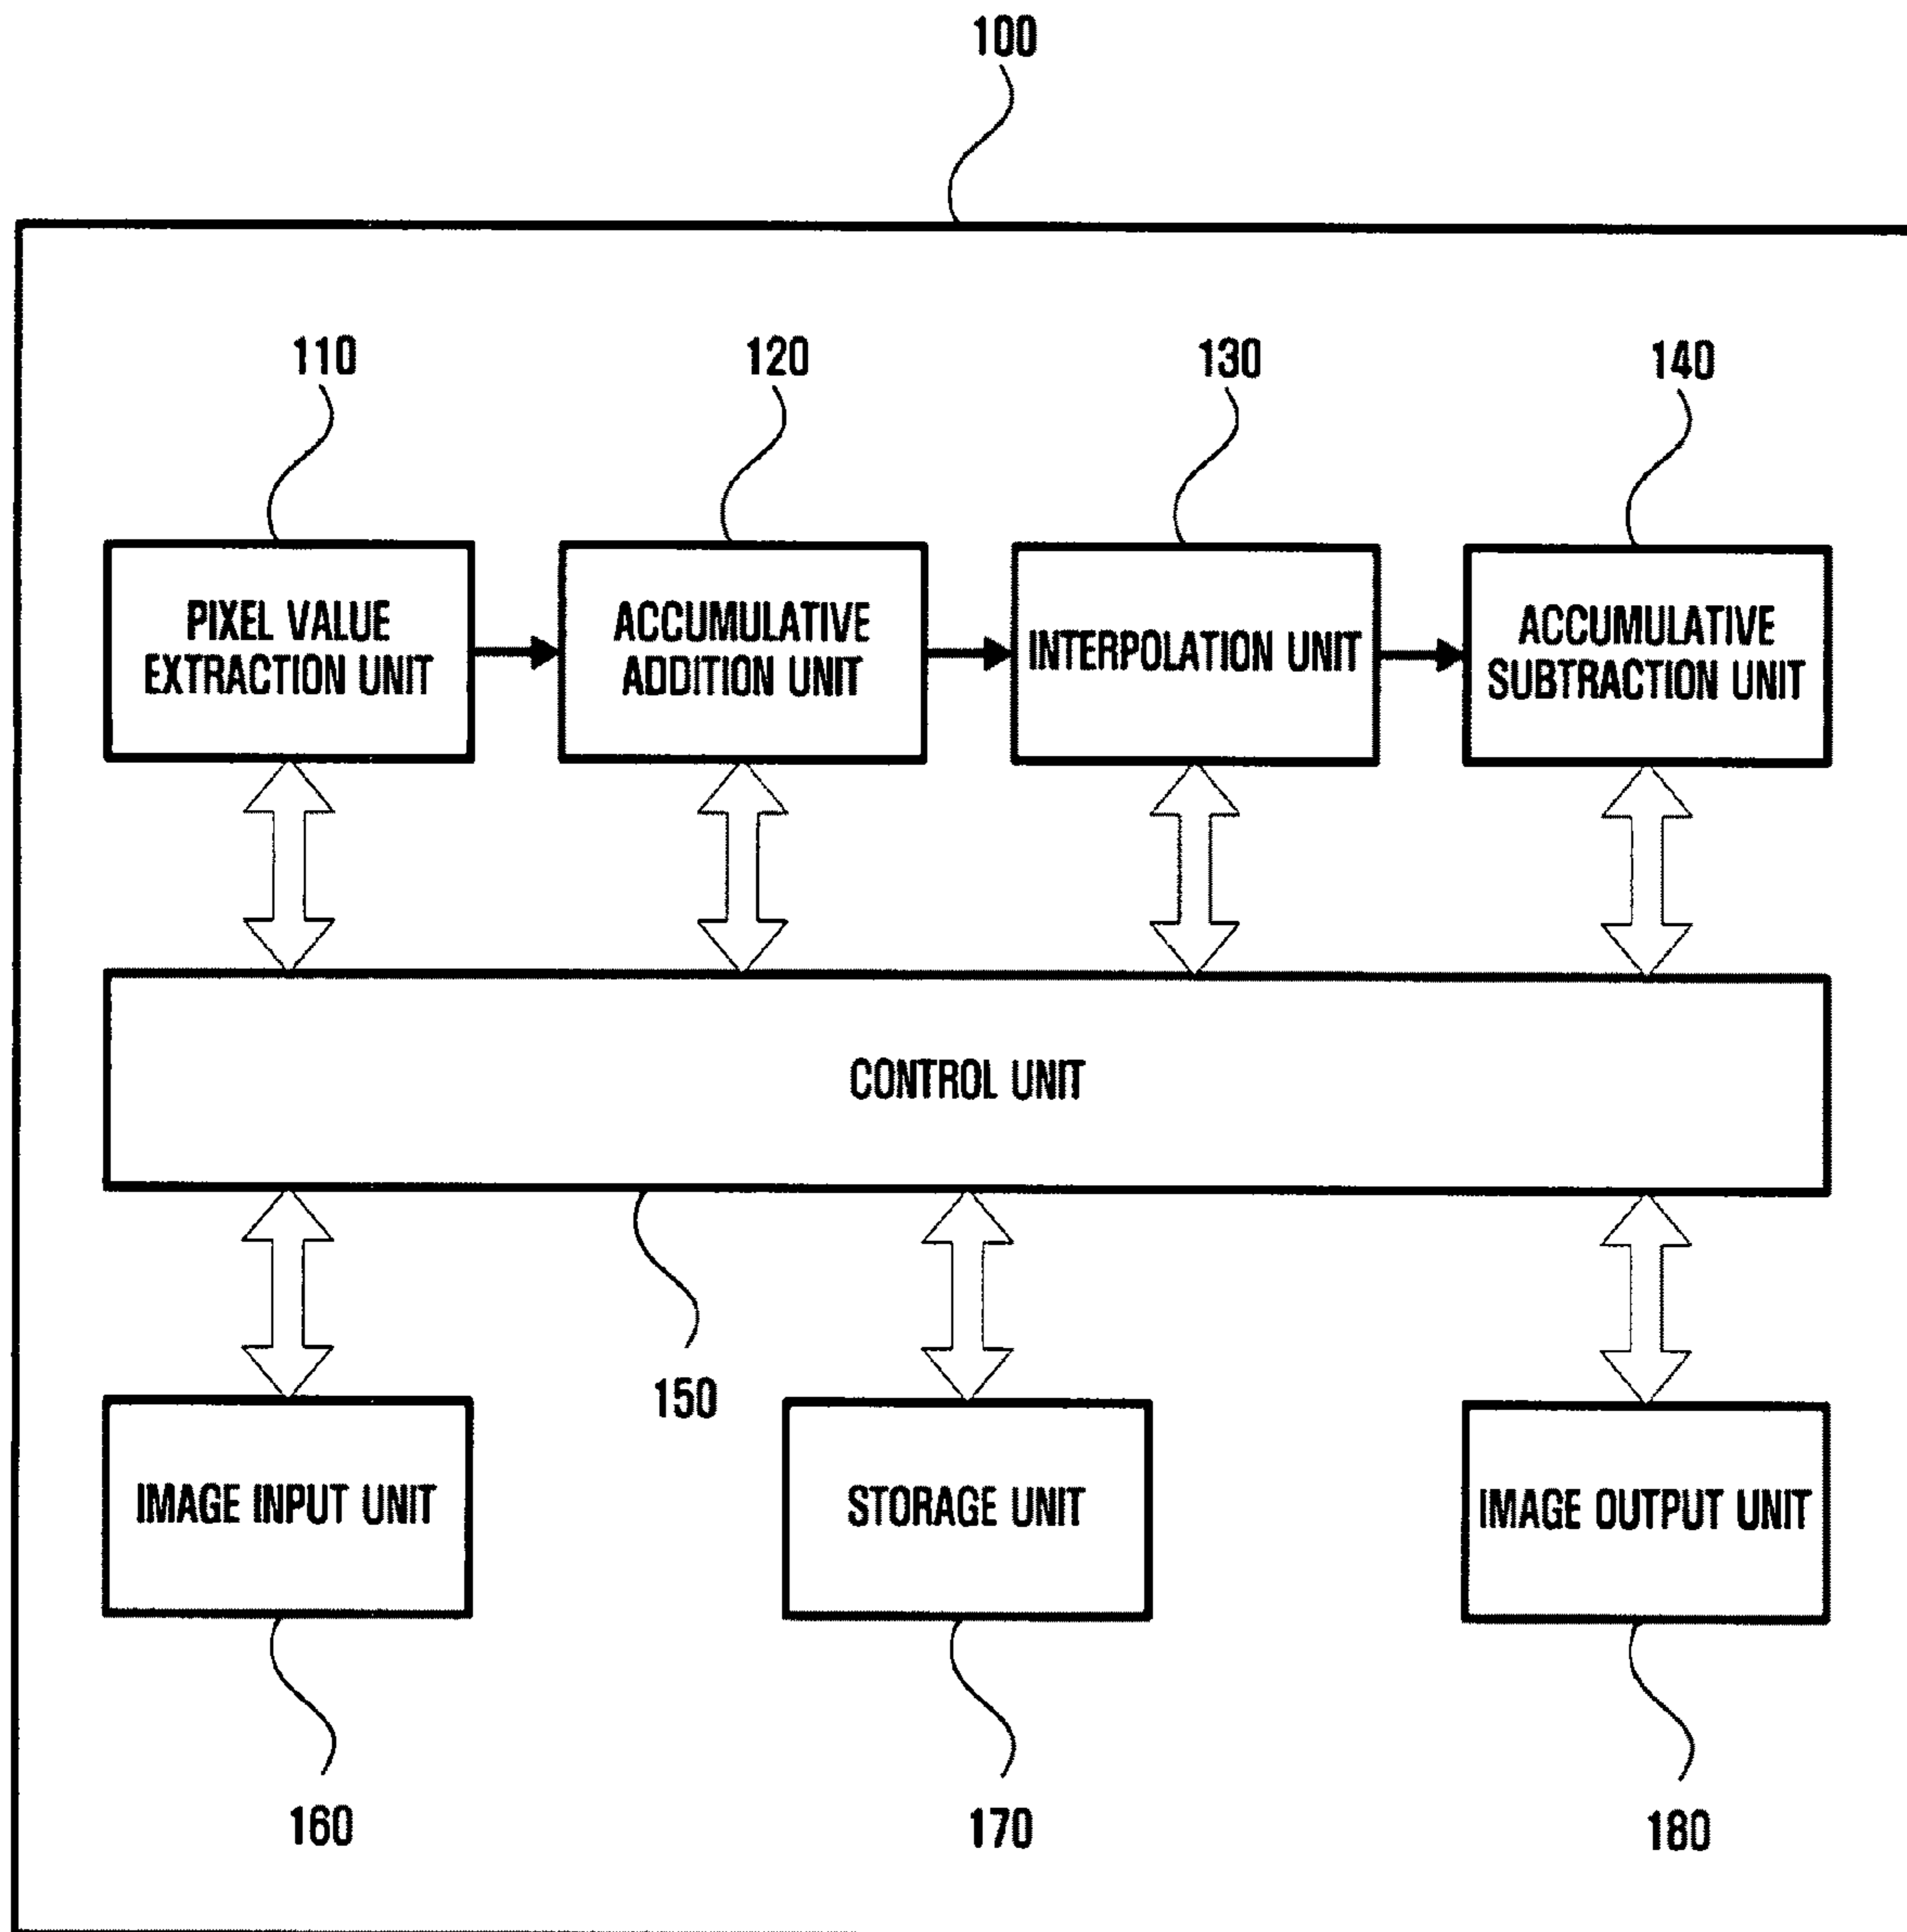 100
110
120
130
140
PIXEL VALUE
EXTRACTION UNIT
ACCUMULATIVE
ADDITION UNIT
INTERPOLATION UNIT
ACCUMULATIVE
SUBTRACTION UNIT
CONTROL UNIT
150
IMAGE INPUT UNIT
STORAGE UNIT
IMAGE OUTPUT UNIT
160
170
180